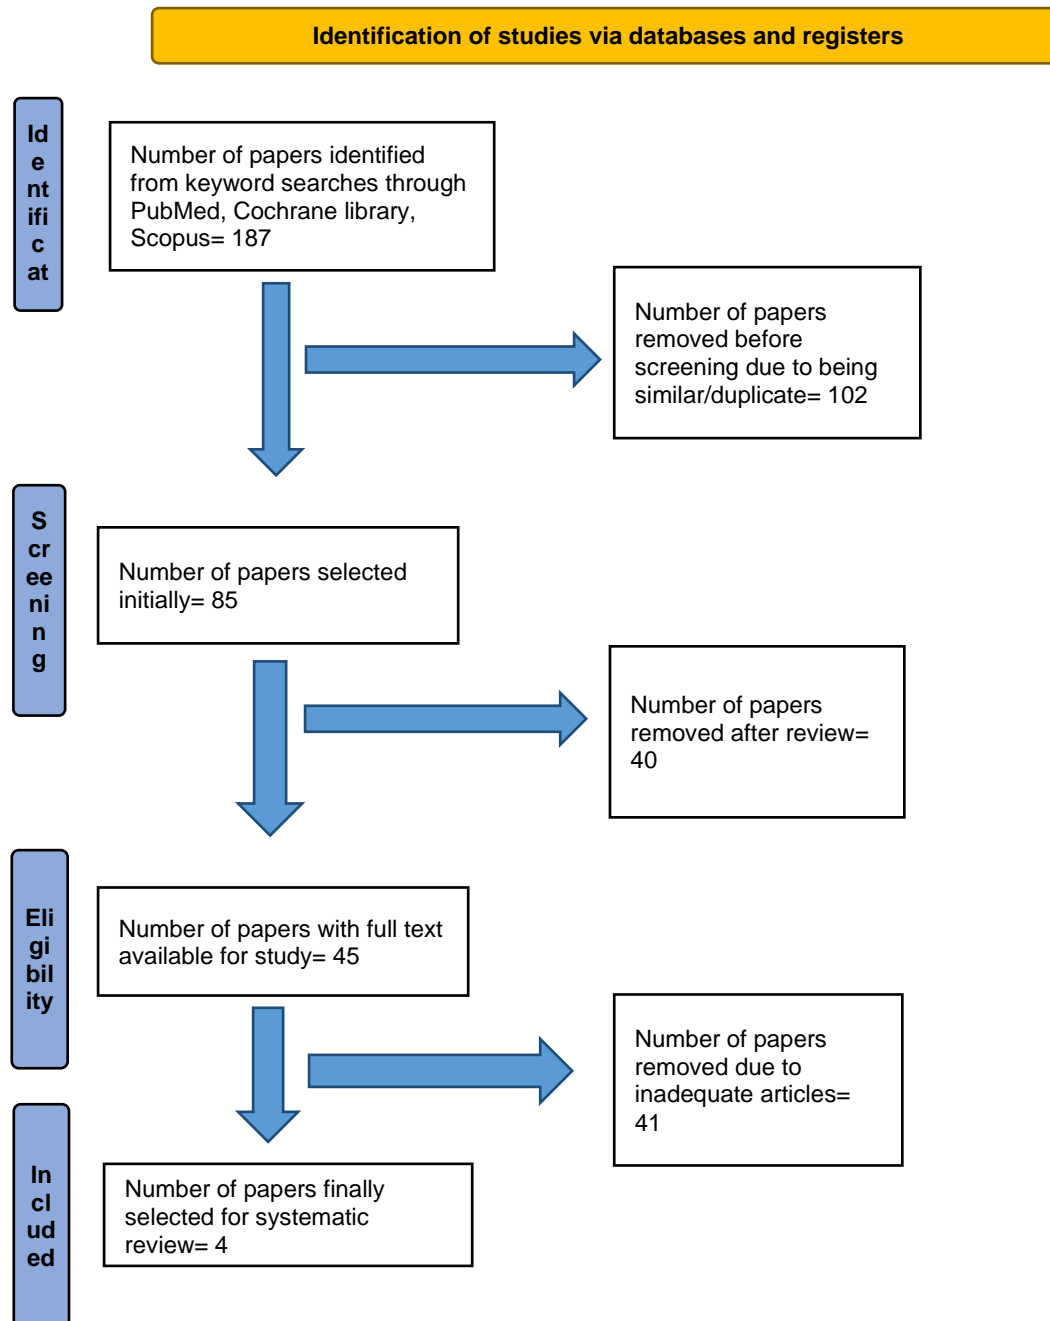 Identification of studies via databases and registers
Id
e
nt
ifi
c
at
Number of papers identified
from keyword searches through
PubMed, Cochrane library,
Scopus= 187
Number of papers
removed before
screening due to being
similar/duplicate= 102
S
cr
ee
ni
n
g
Number of papers selected
initially= 85
Number of papers
removed after review=
40
Eli
gi
bil
ity
Number of papers with full text
available for study= 45
Number of papers
removed due to
inadequate articles=
41
In
cl
ud
ed
Number of papers finally
selected for systematic
review= 4